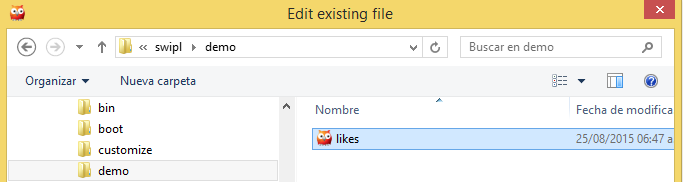 Edit existing file
« swipl demo
Buscar en demo
Organizar Nueva carpeta
bin
boot
customize
demo
Nombre Fecha de modifica
likes 25/08/2015 06:47 a